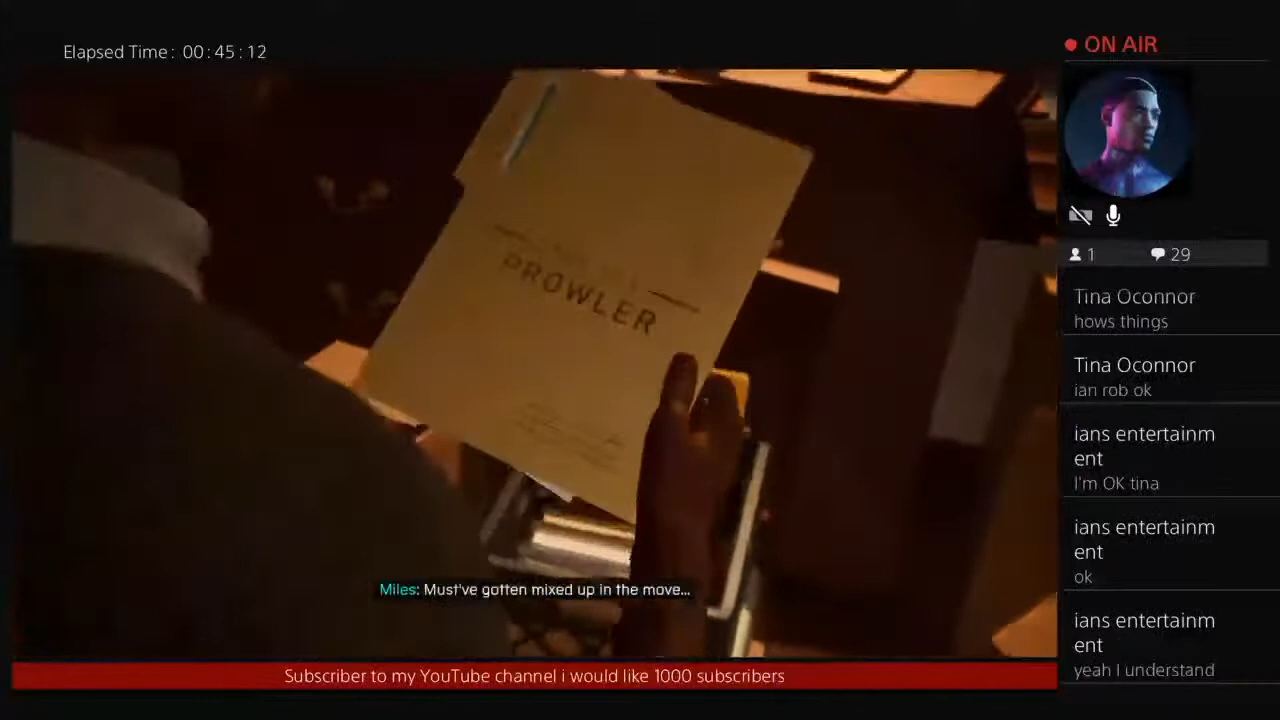 Elapsed Time: 00:45:12
ON AIR
1
29
PROWLER
Tina Oconnor
hows things
Tina Oconnor
ian rob ok
ians entertainm
ent
I'm OK tina
ians entertainm
ent
ok
ians entertainm
ent
yeah I understand
Miles: Must've gotten mixed up in the move...
Subscriber to my YouTube channel i would like 1000 subscribers